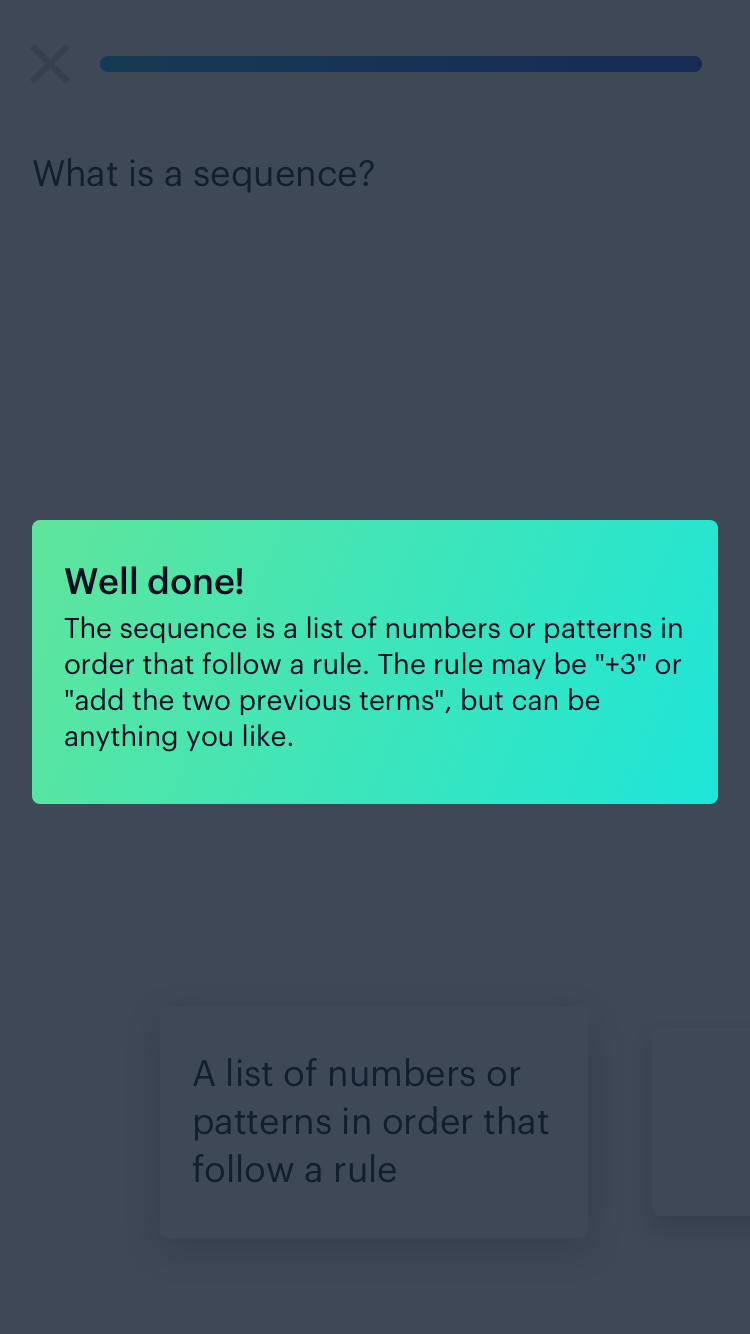 What is a sequence?
Well done!
The sequence is a list of numbers or patterns in
order that follow a rule. The rule may be "+3" or
"add the two previous terms", but can be
anything you like.
A list of numbers or
patterns in order that
follow a rule